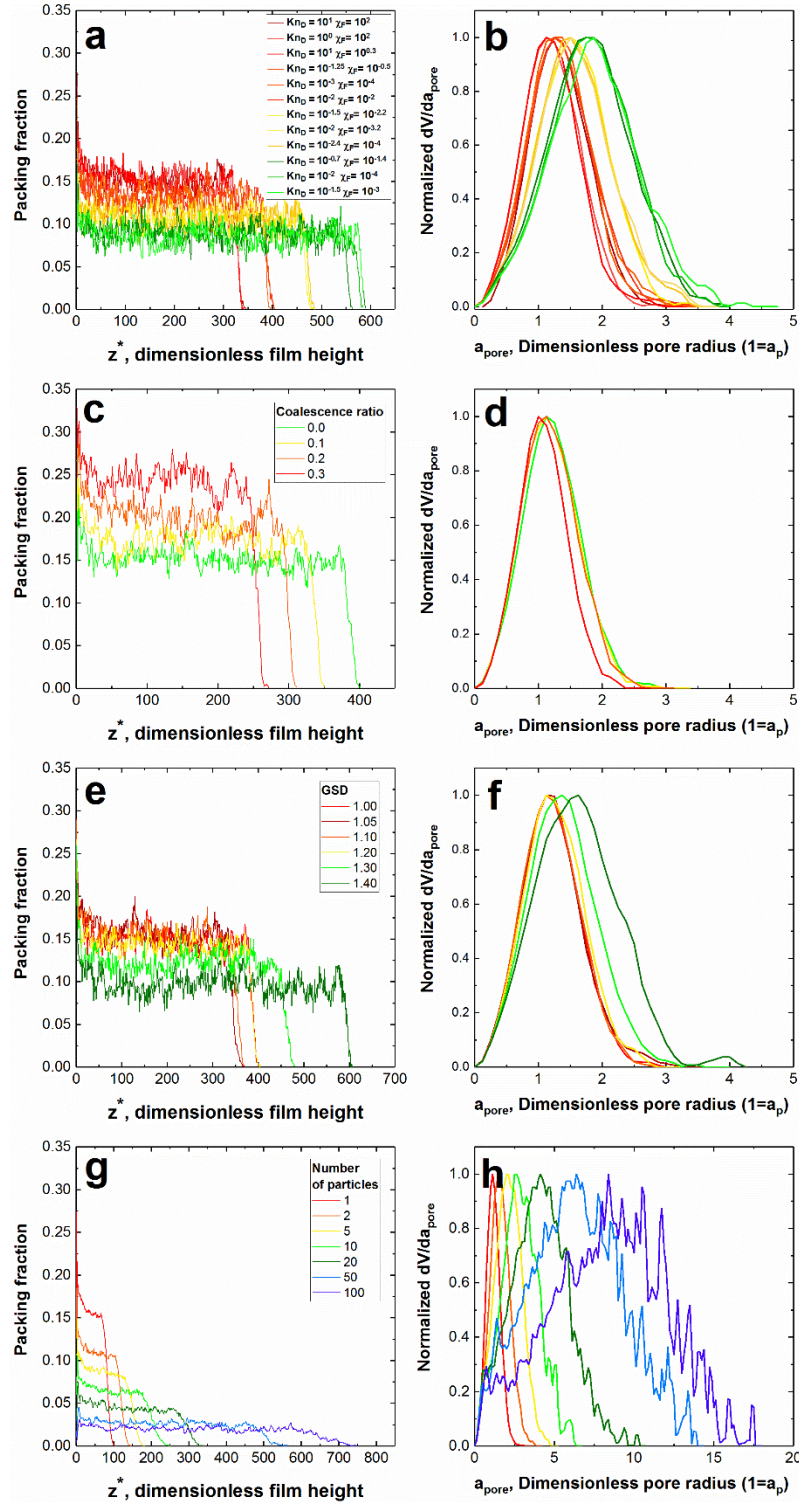 a
Kn_D = 10^1 χ_F = 10^2
Kn_D = 10^0 χ_F = 10^2
Kn_D = 10^1 χ_F = 10^0.3
Kn_D = 10^-1.25 χ_F = 10^-0.5
Kn_D = 10^-3 χ_F = 10^-4
Kn_D = 10^-2 χ_F = 10^-2
Kn_D = 10^-1.5 χ_F = 10^-2.2
Kn_D = 10^-2 χ_F = 10^-3.2
Kn_D = 10^-2.4 χ_F = 10^-4
Kn_D = 10^-0.7 χ_F = 10^-1.4
Kn_D = 10^-2 χ_F = 10^-4
Kn_D = 10^-1.5 χ_F = 10^-3
Packing fraction
0.35
0.30
0.25
0.20
0.15
0.10
0.05
0.00
0 100 200 300 400 500 600
z*, dimensionless film height
b
Normalized dV/da_pore
1.0
0.8
0.6
0.4
0.2
0.0
0 1 2 3 4 5
a_pore, Dimensionless pore radius (1=a_p)
c
Coalescence ratio
0.0
0.1
0.2
0.3
Packing fraction
0.35
0.30
0.25
0.20
0.15
0.10
0.05
0.00
0 100 200 300 400
z*, dimensionless film height
d
Normalized dV/da_pore
1.0
0.8
0.6
0.4
0.2
0.0
0 1 2 3 4 5
a_pore, Dimensionless pore radius (1=a_p)
e
GSD
1.00
1.05
1.10
1.20
1.30
1.40
Packing fraction
0.35
0.30
0.25
0.20
0.15
0.10
0.05
0.00
0 100 200 300 400 500 600 700
z*, dimensionless film height
f
Normalized dV/da_pore
1.0
0.8
0.6
0.4
0.2
0.0
0 1 2 3 4 5
a_pore, Dimensionless pore radius (1=a_p)
g
Number
of particles
1
2
5
10
20
50
100
Packing fraction
0.35
0.30
0.25
0.20
0.15
0.10
0.05
0.00
0 100 200 300 400 500 600 700 800
z*, dimensionless film height
h
Normalized dV/da_pore
1.0
0.8
0.6
0.4
0.2
0.0
0 5 10 15 20
a_pore, Dimensionless pore radius (1=a_p)